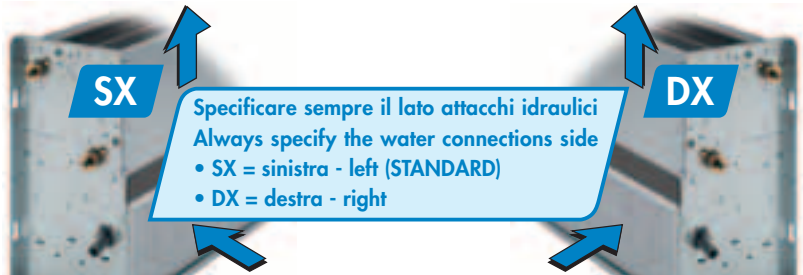 SX
DX
Specificare sempre il lato attacchi idraulici
Always specify the water connections side
• SX = sinistra - left (STANDARD)
• DX = destra - right